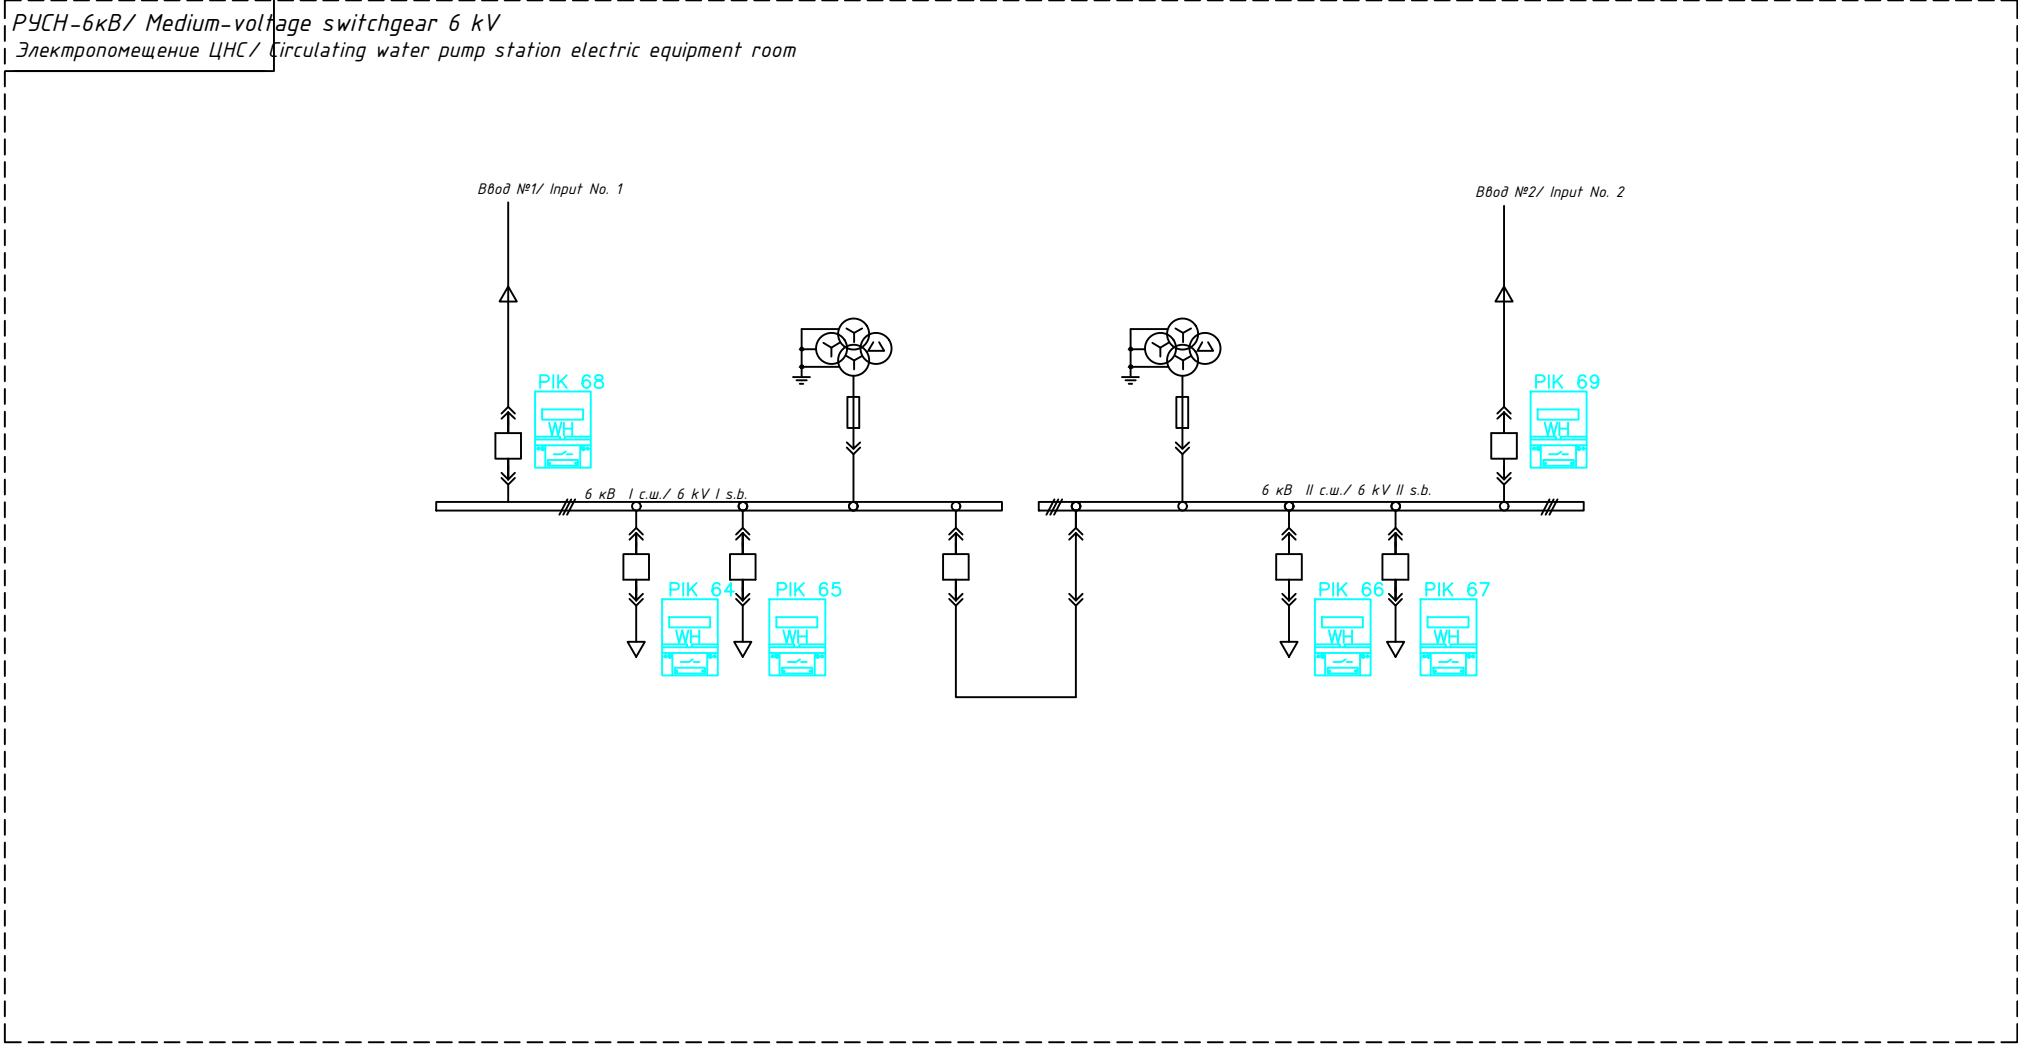 РУСН-6кВ/ Medium-voltage switchgear 6 kV
Электропомещение ЦНС/ Circulating water pump station electric equipment room
Ввод №1/ Input No. 1
Ввод №2/ Input No. 2
PIK 68
WH
PIK 69
WH
6 кВ I с.ш./ 6 kV I s.b.
6 кВ II с.ш./ 6 kV II s.b.
PIK 64
WH
PIK 65
WH
PIK 66
WH
PIK 67
WH